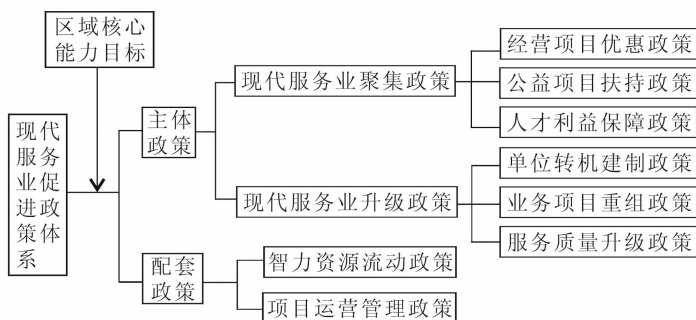 区域核心
能力目标
现代
服务
业促
进政
策体
系
主体
政策
配套
政策
现代服务业聚集政策
现代服务业升级政策
智力资源流动政策
项目运营管理政策
经营项目优惠政策
公益项目扶持政策
人才利益保障政策
单位转机建制政策
业务项目重组政策
服务质量升级政策